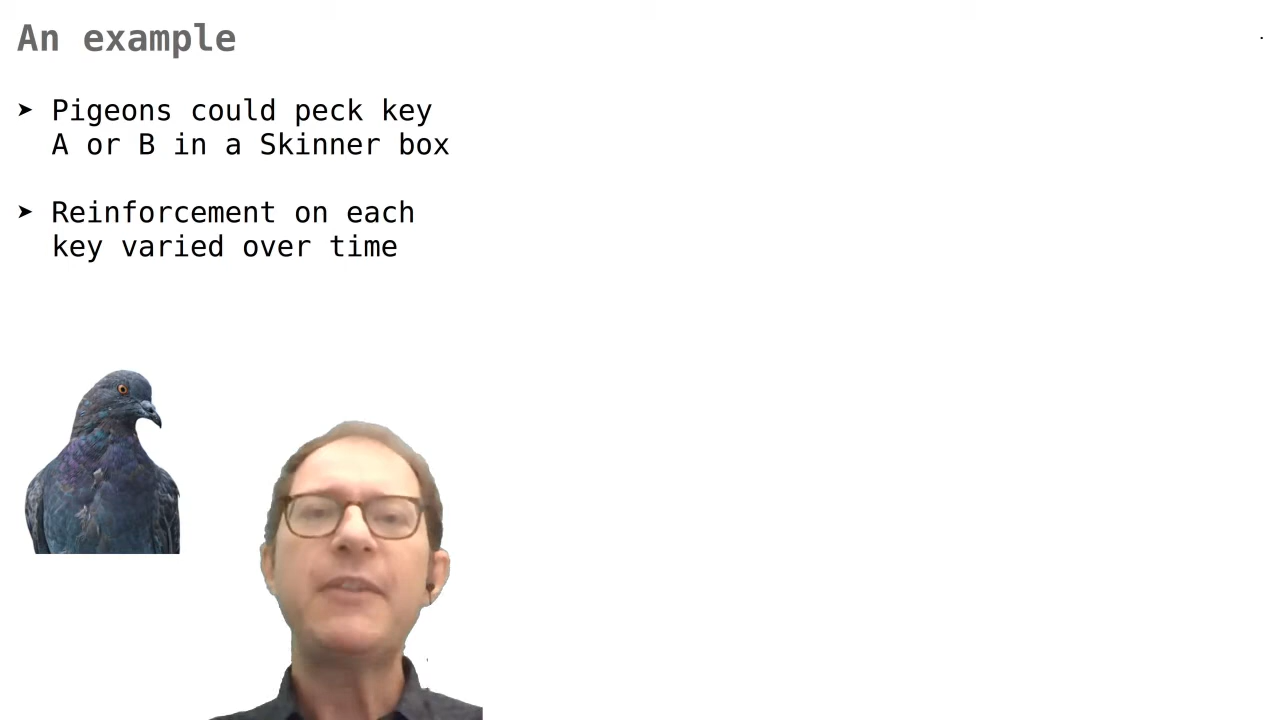 An example
➤ Pigeons could peck key
A or B in a Skinner box
➤ Reinforcement on each
key varied over time